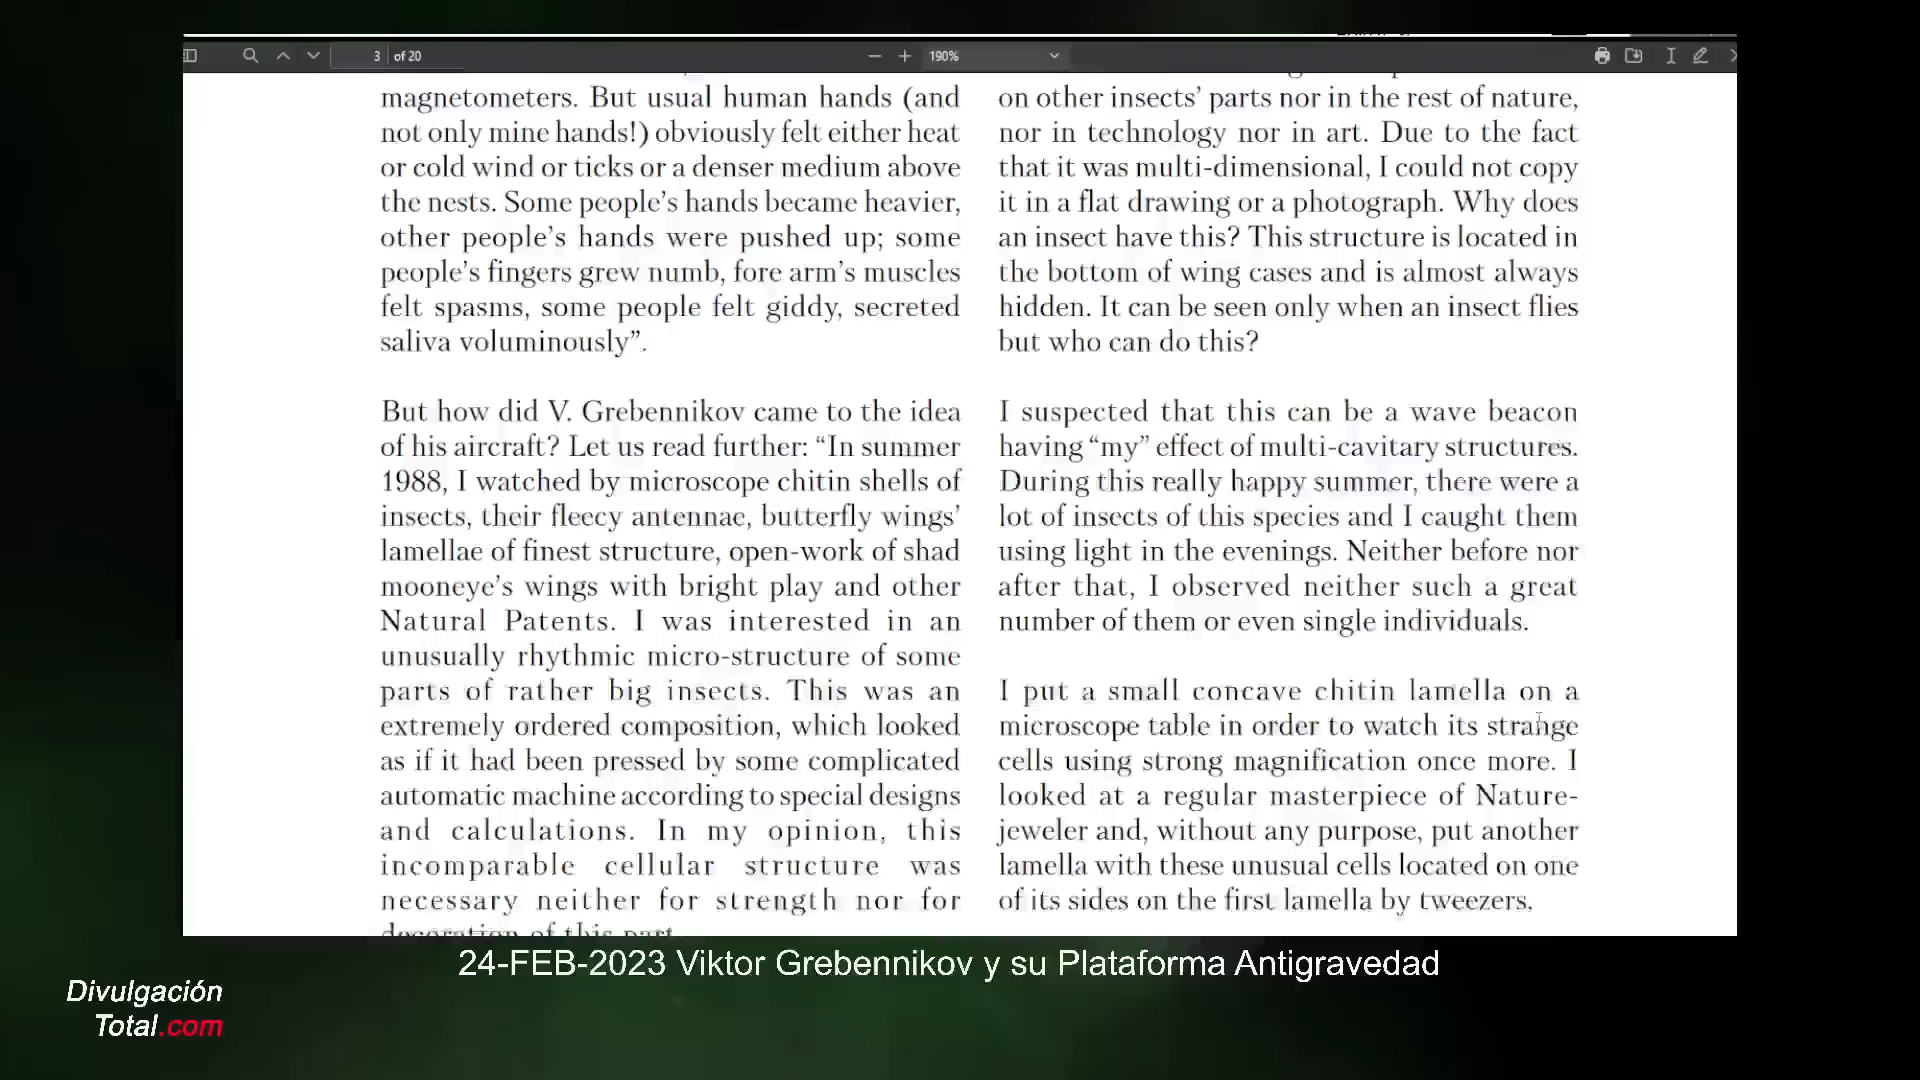 3 of 20
190%
magnetometers. But usual human hands (and
not only mine hands!) obviously felt either heat
or cold wind or ticks or a denser medium above
the nests. Some people's hands became heavier,
other people's hands were pushed up; some
people's fingers grew numb, fore arm's muscles
felt spasms, some people felt giddy, secreted
saliva voluminously”.
But how did V. Grebennikov came to the idea
of his aircraft? Let us read further: “In summer
1988, I watched by microscope chitin shells of
insects, their fleecy antennae, butterfly wings’
lamellae of finest structure, open-work of shad
mooneye’s wings with bright play and other
Natural Patents. I was interested in an
unusually rhythmic micro-structure of some
parts of rather big insects. This was an
extremely ordered composition, which looked
as if it had been pressed by some complicated
automatic machine according to special designs
and calculations. In my opinion, this
incomparable cellular structure was
necessary neither for strength nor for
decoration of this part.
on other insects’ parts nor in the rest of nature,
nor in technology nor in art. Due to the fact
that it was multi-dimensional, I could not copy
it in a flat drawing or a photograph. Why does
an insect have this? This structure is located in
the bottom of wing cases and is almost always
hidden. It can be seen only when an insect flies
but who can do this?
I suspected that this can be a wave beacon
having “my” effect of multi-cavitary structures.
During this really happy summer, there were a
lot of insects of this species and I caught them
using light in the evenings. Neither before nor
after that, I observed neither such a great
number of them or even single individuals.
I put a small concave chitin lamella on a
microscope table in order to watch its strange
cells using strong magnification once more. I
looked at a regular masterpiece of Nature-
jeweler and, without any purpose, put another
lamella with these unusual cells located on one
of its sides on the first lamella by tweezers.
24-FEB-2023 Viktor Grebennikov y su Plataforma Antigravedad
Divulgación
Total.com